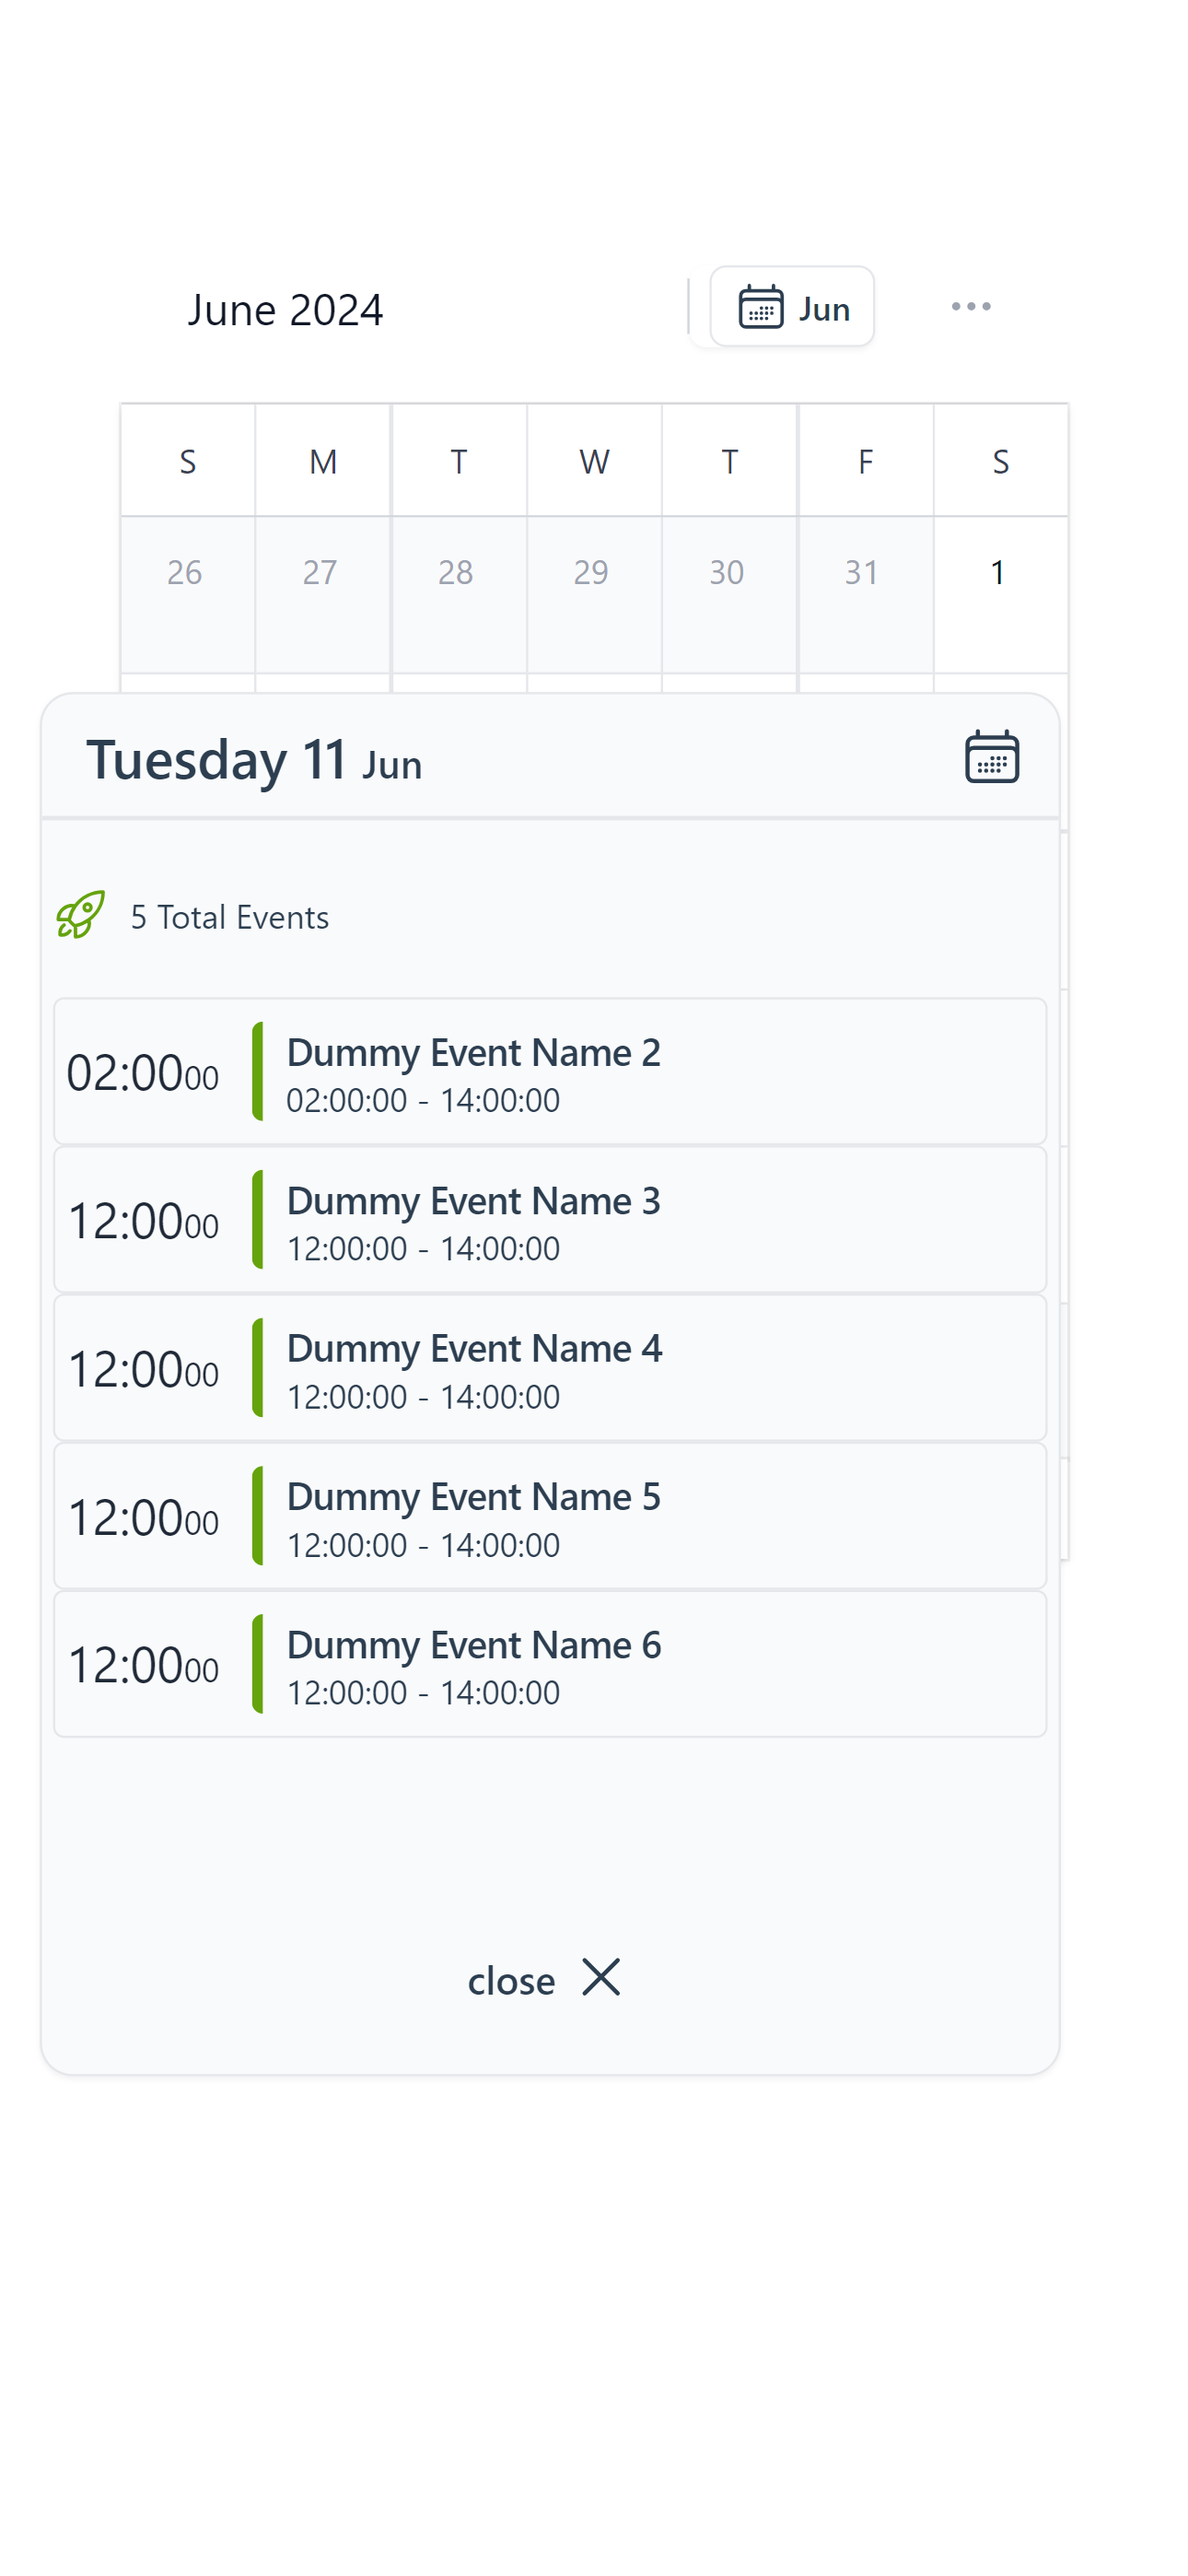 June 2024
Jun
S M T W T F S
26 27 28 29 30 31 1
Tuesday 11 Jun
5 Total Events
02:0000
Dummy Event Name 2
02:00:00 - 14:00:00
12:0000
Dummy Event Name 3
12:00:00 - 14:00:00
12:0000
Dummy Event Name 4
12:00:00 - 14:00:00
12:0000
Dummy Event Name 5
12:00:00 - 14:00:00
12:0000
Dummy Event Name 6
12:00:00 - 14:00:00
close